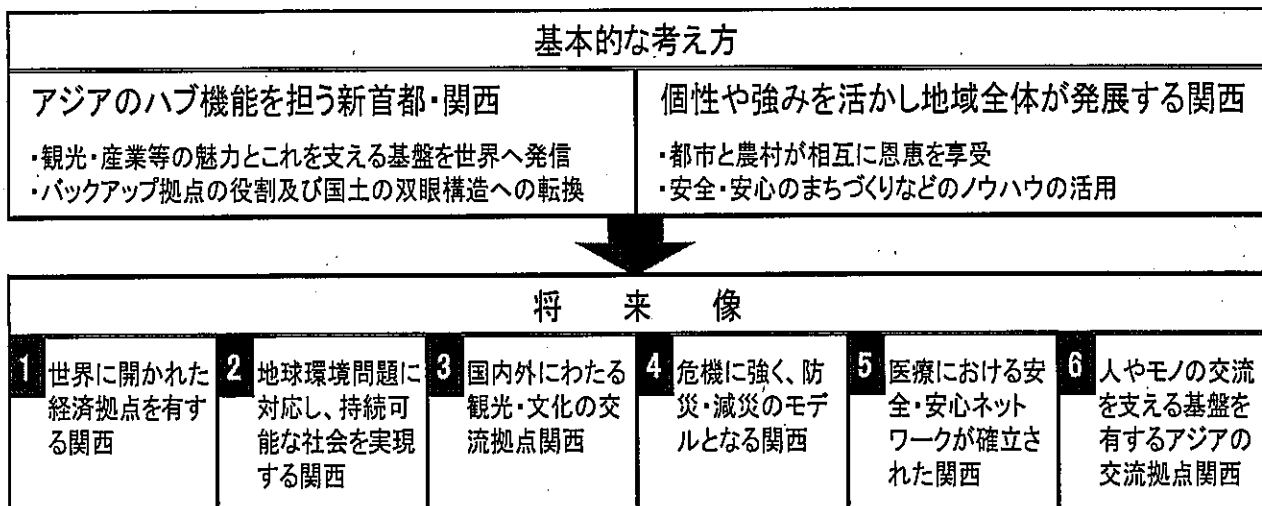 基本的な考え方
アジアのハブ機能を担う新首都・関西
・観光・産業等の魅力とこれを支える基盤を世界へ発信
・バックアップ拠点の役割及び国土の双眼構造への転換
個性や強みを活かし地域全体が発展する関西
・都市と農村が相互に恩恵を享受
・安全・安心のまちづくりなどのノウハウの活用
将 来 像
1
世界に開かれた
経済拠点を有す
る関西
2
地球環境問題に
対応し、持続可
能な社会を実現
する関西
3
国内外にわたる
観光・文化の交
流拠点関西
4
危機に強く、防
災・減災のモデ
ルとなる関西
5
医療における安
全・安心ネット
ワークが確立さ
れた関西
6
人やモノの交流
を支える基盤を
有するアジアの
交流拠点関西